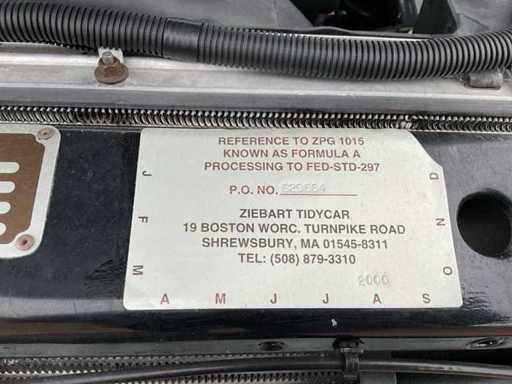 REFERENCE TO ZPG 1015
KNOWN AS FORMULA A
PROCESSING TO FED-STD-297
P.O. NO. 629664
ZIEBART TIDYCAR
19 BOSTON WORC. TURNPIKE ROAD
SHREWSBURY, MA 01545-8311
TEL: (508) 879-3310
2000
J F M A M J J A S O N D